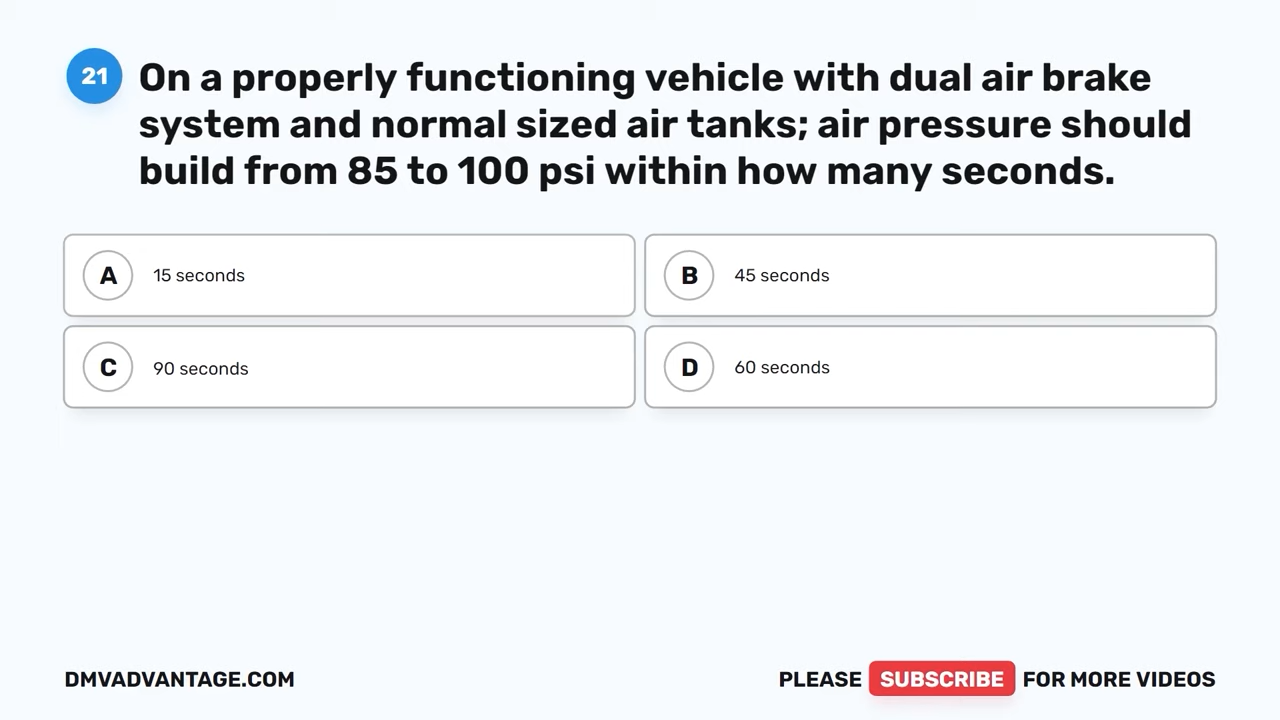 21
On a properly functioning vehicle with dual air brake
system and normal sized air tanks; air pressure should
build from 85 to 100 psi within how many seconds.
A 15 seconds
B 45 seconds
C 90 seconds
D 60 seconds
DMVADVANTAGE.COM
PLEASE SUBSCRIBE FOR MORE VIDEOS